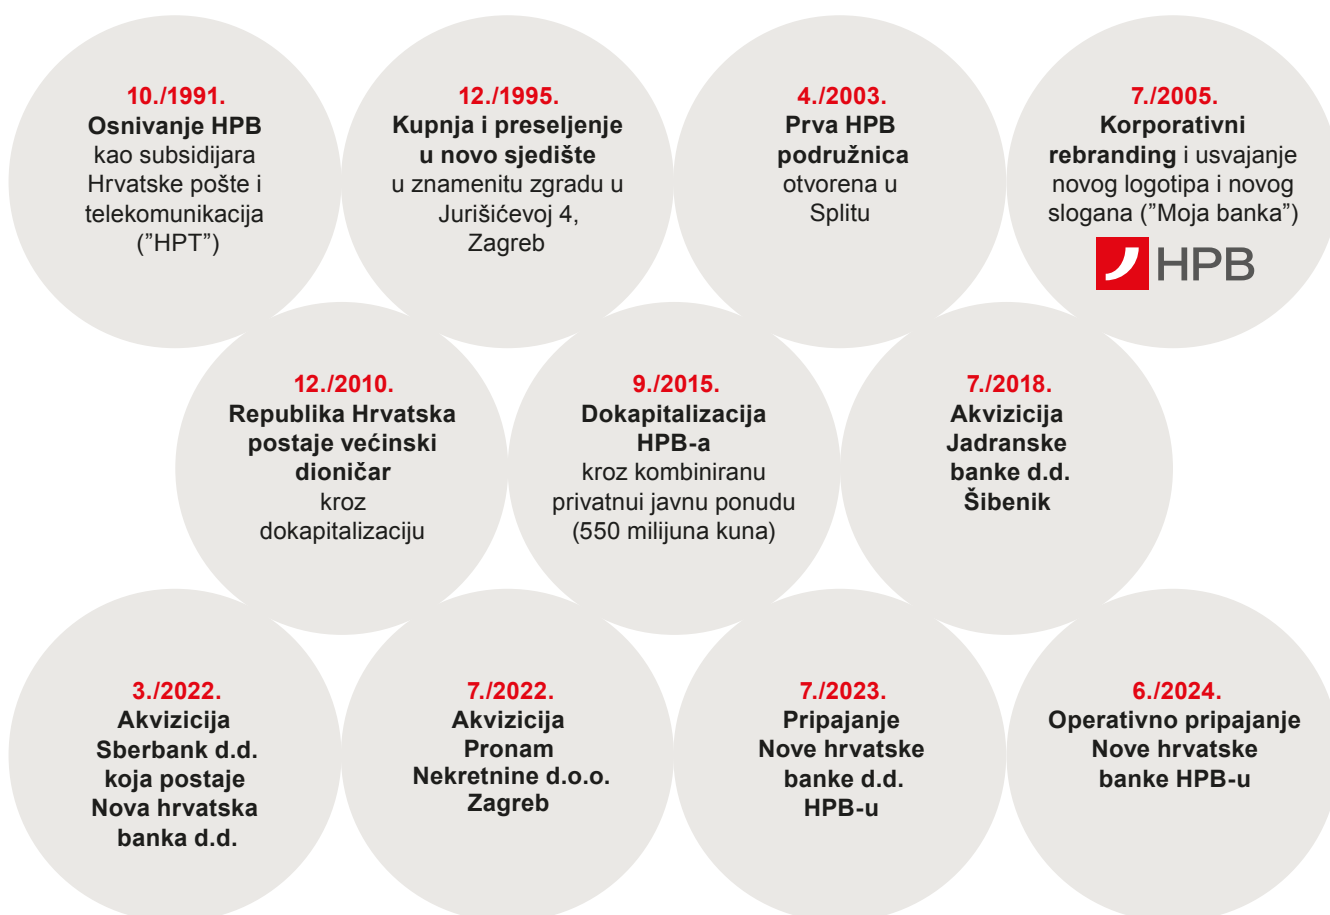 10./1991.
Osnivanje HPB
kao subsidijara
Hrvatske pošte i
telekomunikacija
(”HPT”)
12./1995.
Kupnja i preseljenje
u novo sjedište
u znamenitu zgradu u
Jurišićevoj 4,
Zagreb
4./2003.
Prva HPB
podružnica
otvorena u
Splitu
7./2005.
Korporativni
rebranding i usvajanje
novog logotipa i novog
slogana (”Moja banka”)
HPB
12./2010.
Republika Hrvatska
postaje većinski
dioničar
kroz
dokapitalizaciju
9./2015.
Dokapitalizacija
HPB-a
kroz kombiniranu
privatnui javnu ponudu
(550 milijuna kuna)
7./2018.
Akvizicija
Jadranske
banke d.d.
Šibenik
3./2022.
Akvizicija
Sberbank d.d.
koja postaje
Nova hrvatska
banka d.d.
7./2022.
Akvizicija
Pronam
Nekretnine d.o.o.
Zagreb
7./2023.
Pripajanje
Nove hrvatske
banke d.d.
HPB-u
6./2024.
Operativno pripajanje
Nove hrvatske
banke HPB-u